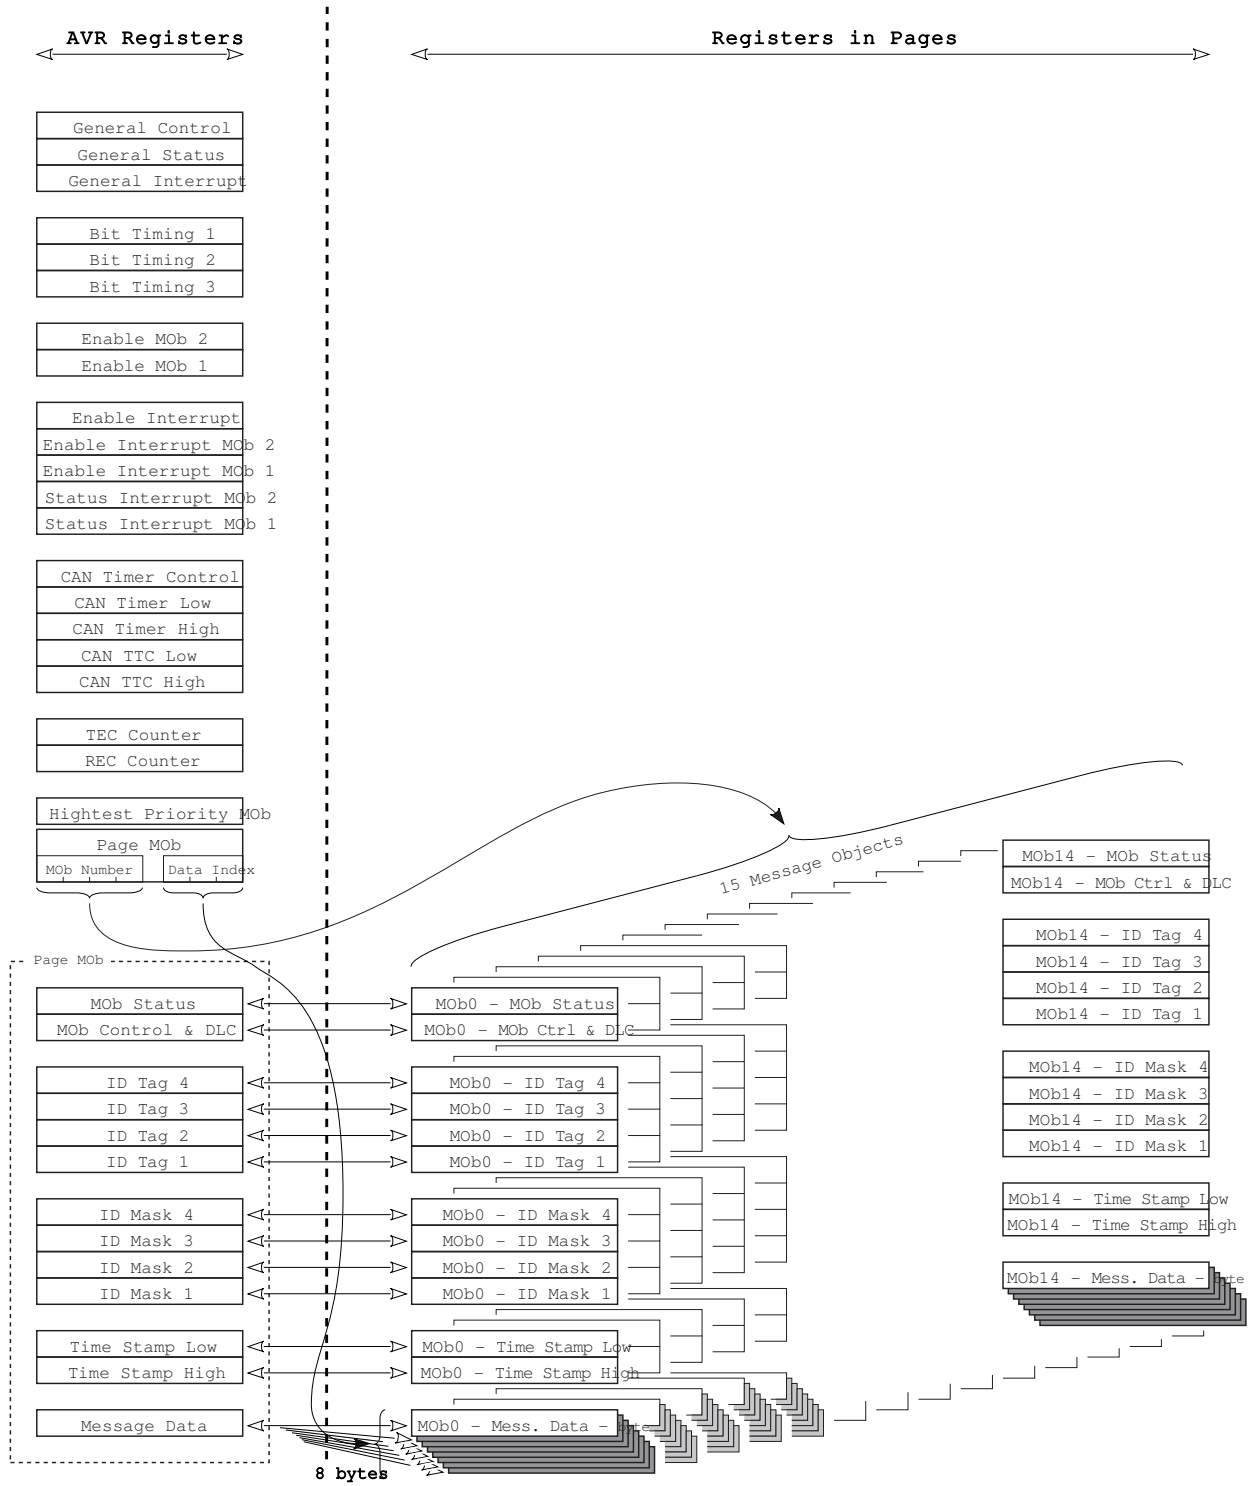 AVR Registers
Registers in Pages
General Control
General Status
General Interrupt
Bit Timing 1
Bit Timing 2
Bit Timing 3
Enable MOb 2
Enable MOb 1
Enable Interrupt
Enable Interrupt MOb 2
Enable Interrupt MOb 1
Status Interrupt MOb 2
Status Interrupt MOb 1
CAN Timer Control
CAN Timer Low
CAN Timer High
CAN TTC Low
CAN TTC High
TEC Counter
REC Counter
Hightest Priority MOb
Page MOb
MOb Number
Data Index
Page MOb
MOb Status
MOb Control & DLC
ID Tag 4
ID Tag 3
ID Tag 2
ID Tag 1
ID Mask 4
ID Mask 3
ID Mask 2
ID Mask 1
Time Stamp Low
Time Stamp High
Message Data
8 bytes
MOb0 - MOb Status
MOb0 - MOb Ctrl & DLC
MOb0 - ID Tag 4
MOb0 - ID Tag 3
MOb0 - ID Tag 2
MOb0 - ID Tag 1
MOb0 - ID Mask 4
MOb0 - ID Mask 3
MOb0 - ID Mask 2
MOb0 - ID Mask 1
MOb0 - Time Stamp Low
MOb0 - Time Stamp High
MOb0 - Mess. Data - byte
15 Message Objects
MOb14 - MOb Status
MOb14 - MOb Ctrl & DLC
MOb14 - ID Tag 4
MOb14 - ID Tag 3
MOb14 - ID Tag 2
MOb14 - ID Tag 1
MOb14 - ID Mask 4
MOb14 - ID Mask 3
MOb14 - ID Mask 2
MOb14 - ID Mask 1
MOb14 - Time Stamp Low
MOb14 - Time Stamp High
MOb14 - Mess. Data - byte